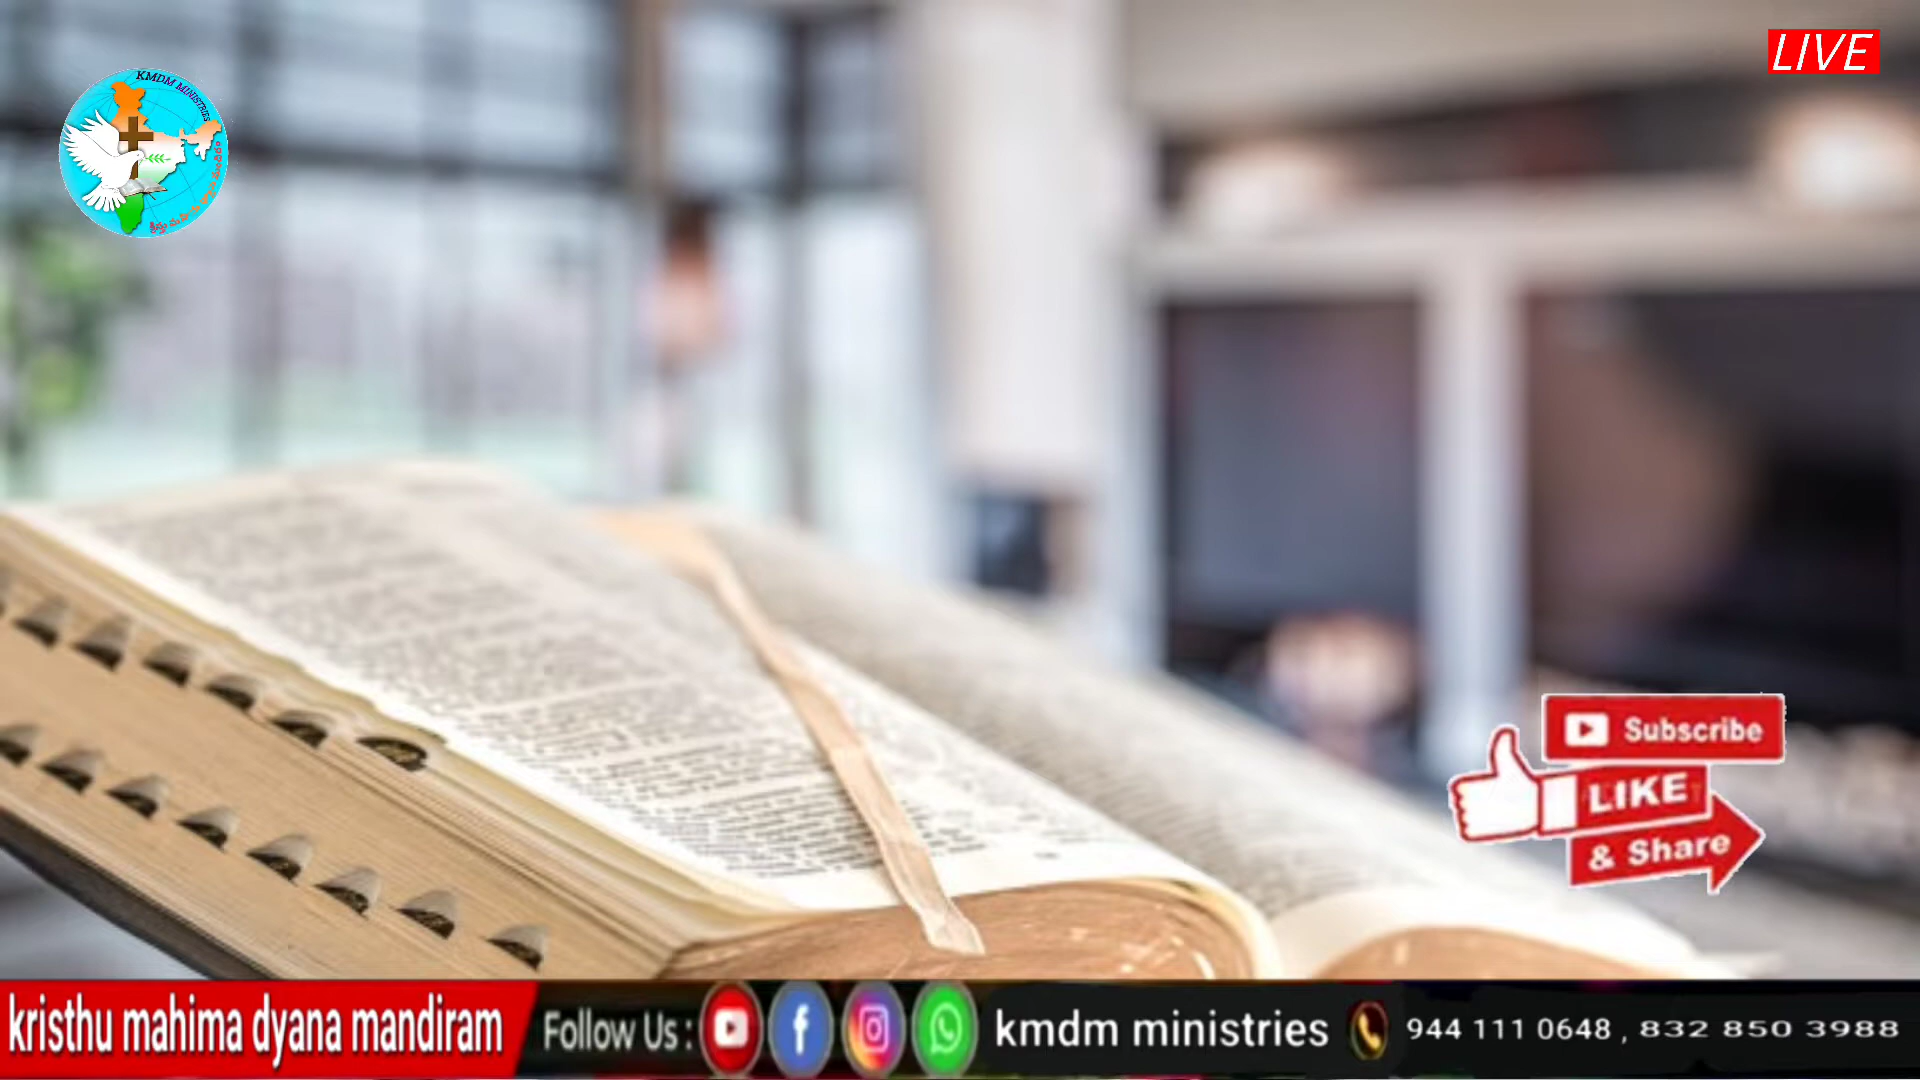 KMDM MINISTRIES
LIVE
Subscribe
LIKE
& Share
kristhu mahima dyana mandiram
Follow Us :
kmdm ministries
944 111 0648 , 832 850 3988